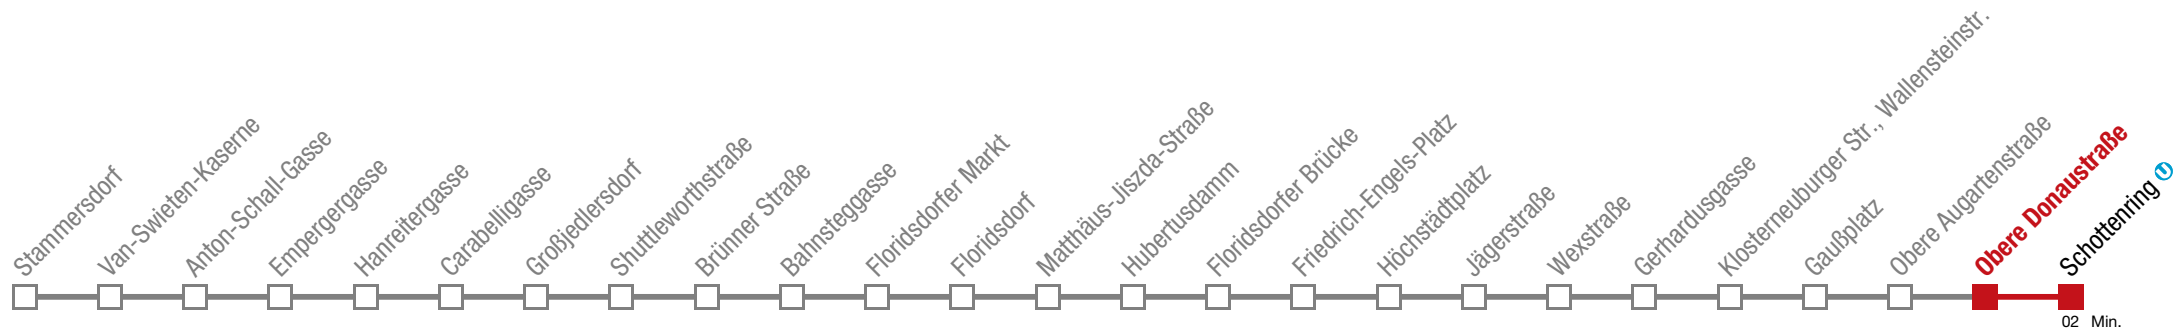 Stammersdorf
Van-Swieten-Kaserne
Anton-Schall-Gasse
Empergergasse
Hanreitergasse
Carabelligasse
Großjedlersdorf
Shuttleworthstraße
Brünner Straße
Bahnsteggasse
Floridsdorfer Markt
Floridsdorf
Matthäus-Jiszda-Straße
Hubertusdamm
Floridsdorfer Brücke
Friedrich-Engels-Platz
Höchstädtplatz
Jägerstraße
Wexstraße
Gerhardusgasse
Klosterneuburger Str., Wallensteinstr.
Gaußplatz
Obere Augartenstraße
Obere Donaustraße
Schottenring U
02 Min.